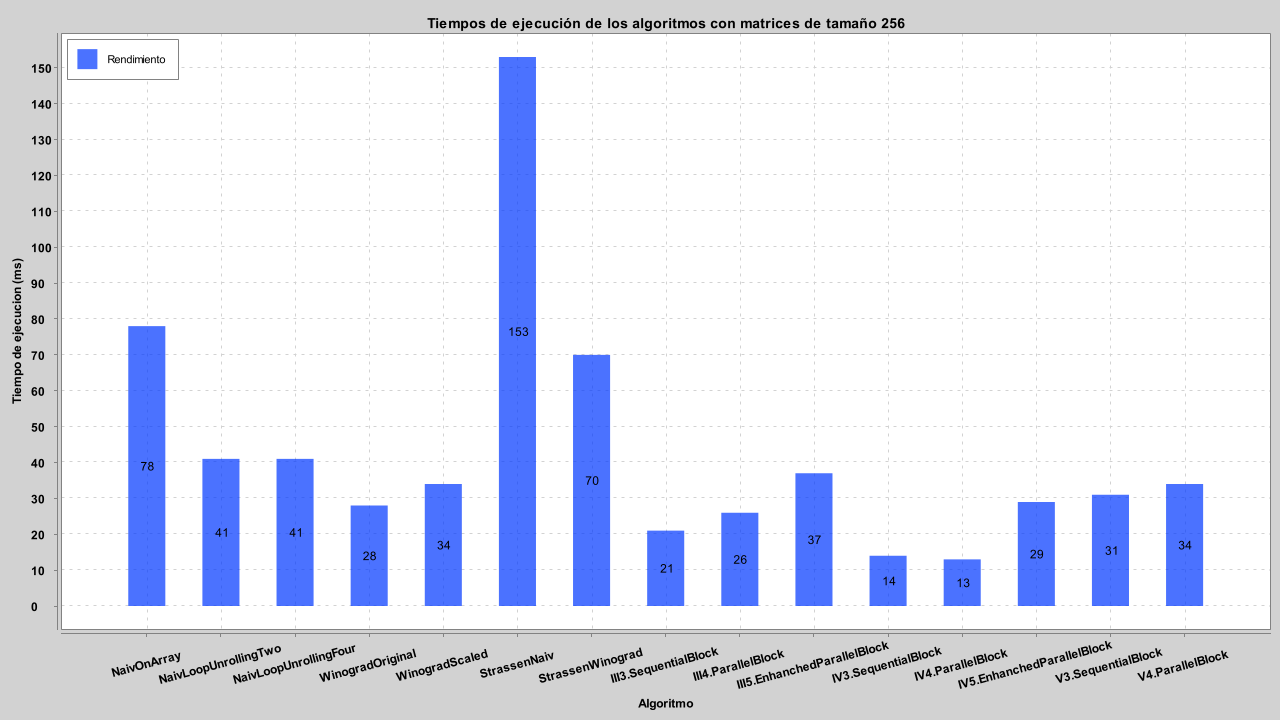 Tiempos de ejecución de los algoritmos con matrices de tamaño 256
Rendimiento
Tiempo de ejecucion (ms)
150
140
130
120
110
100
90
80
70
60
50
40
30
20
10
0
78
41
41
28
34
153
70
21
26
37
14
13
29
31
34
NaivOnArray
NaivLoopUnrollingTwo
NaivLoopUnrollingFour
WinogradOriginal
WinogradScaled
StrassenNaiv
StrassenWinograd
III3.SequentialBlock
III4.ParallelBlock
III5.EnhanchedParallelBlock
IV3.SequentialBlock
IV4.ParallelBlock
IV5.EnhanchedParallelBlock
V3.SequentialBlock
V4.ParallelBlock
Algoritmo